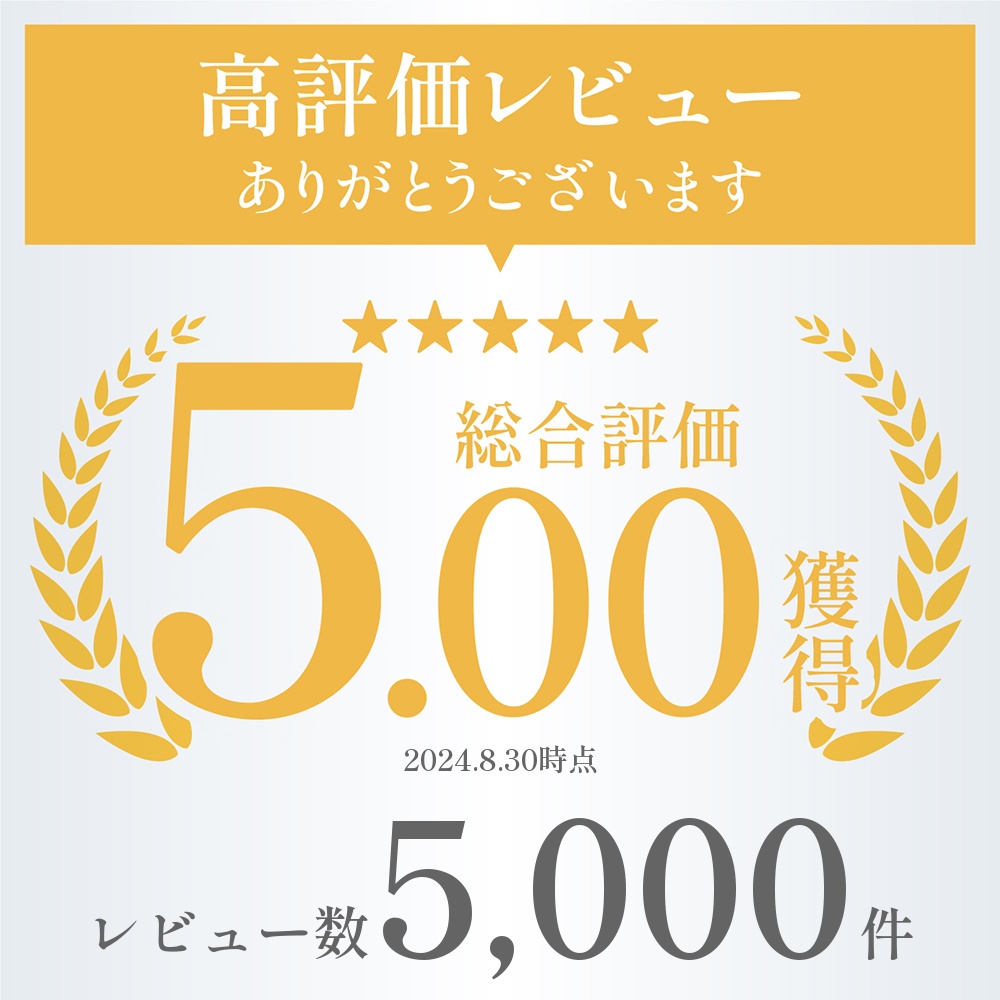 高評価レビュー
ありがとうございます
総合評価
5.00
獲得
2024.8.30時点
レビュー数5,000件